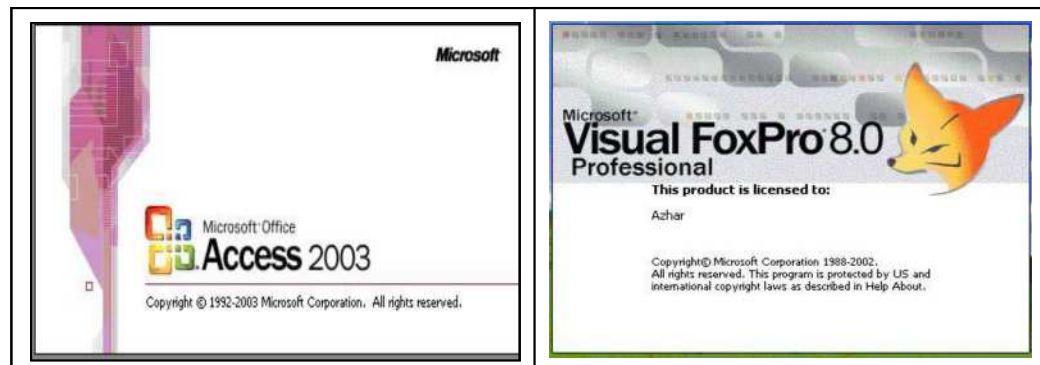 Microsoft
Microsoft Office
Access 2003
Copyright © 1992-2003 Microsoft Corporation. All rights reserved.
Microsoft
Visual FoxPro 8.0
Professional
This product is licensed to:
Azhar
Copyright© Microsoft Corporation 1988-2002.
All rights reserved. This program is protected by US and
international copyright laws as described in Help About.